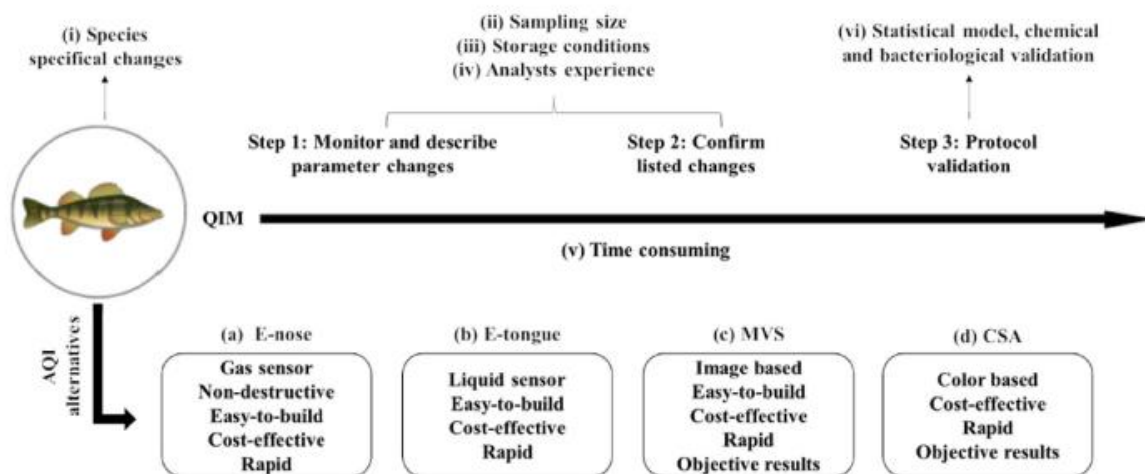 (i) Species
specifical changes
(ii) Sampling size
(iii) Storage conditions
(iv) Analysts experience
(vi) Statistical model, chemical
and bacteriological validation
Step 1: Monitor and describe
parameter changes
Step 2: Confirm
listed changes
Step 3: Protocol
validation
QIM
(v) Time consuming
AQI
alternatives
(a) E-nose
Gas sensor
Non-destructive
Easy-to-build
Cost-effective
Rapid
(b) E-tongue
Liquid sensor
Easy-to-build
Cost-effective
Rapid
(c) MVS
Image based
Easy-to-build
Cost-effective
Rapid
Objective results
(d) CSA
Color based
Cost-effective
Rapid
Objective results